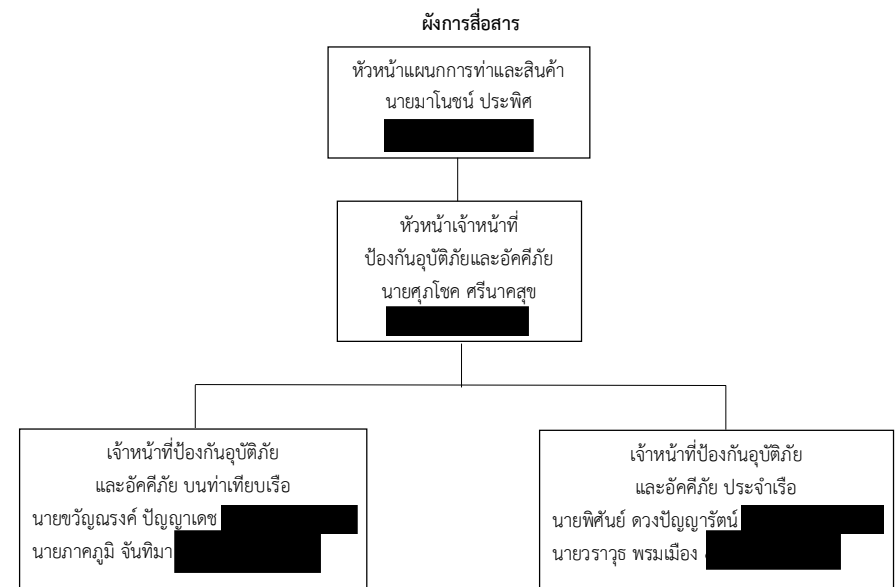 ผังการสื่อสาร
หัวหน้าแผนกการท่าและสินค้า
นายมาโนชน์ ประพิศ
หัวหน้าเจ้าหน้าที่
ป้องกันอุบัติภัยและอัคคีภัย
นายศุภโชค ศรีนาคสุข
เจ้าหน้าที่ป้องกันอุบัติภัย
และอัคคีภัย บนท่าเทียบเรือ
นายขวัญณรงค์ ปัญญาเดช
นายภาคภูมิ จันทิมา
เจ้าหน้าที่ป้องกันอุบัติภัย
และอัคคีภัย ประจำเรือ
นายพิศันย์ ดวงปัญญารัตน์
นายวราวุธ พรมเมือง